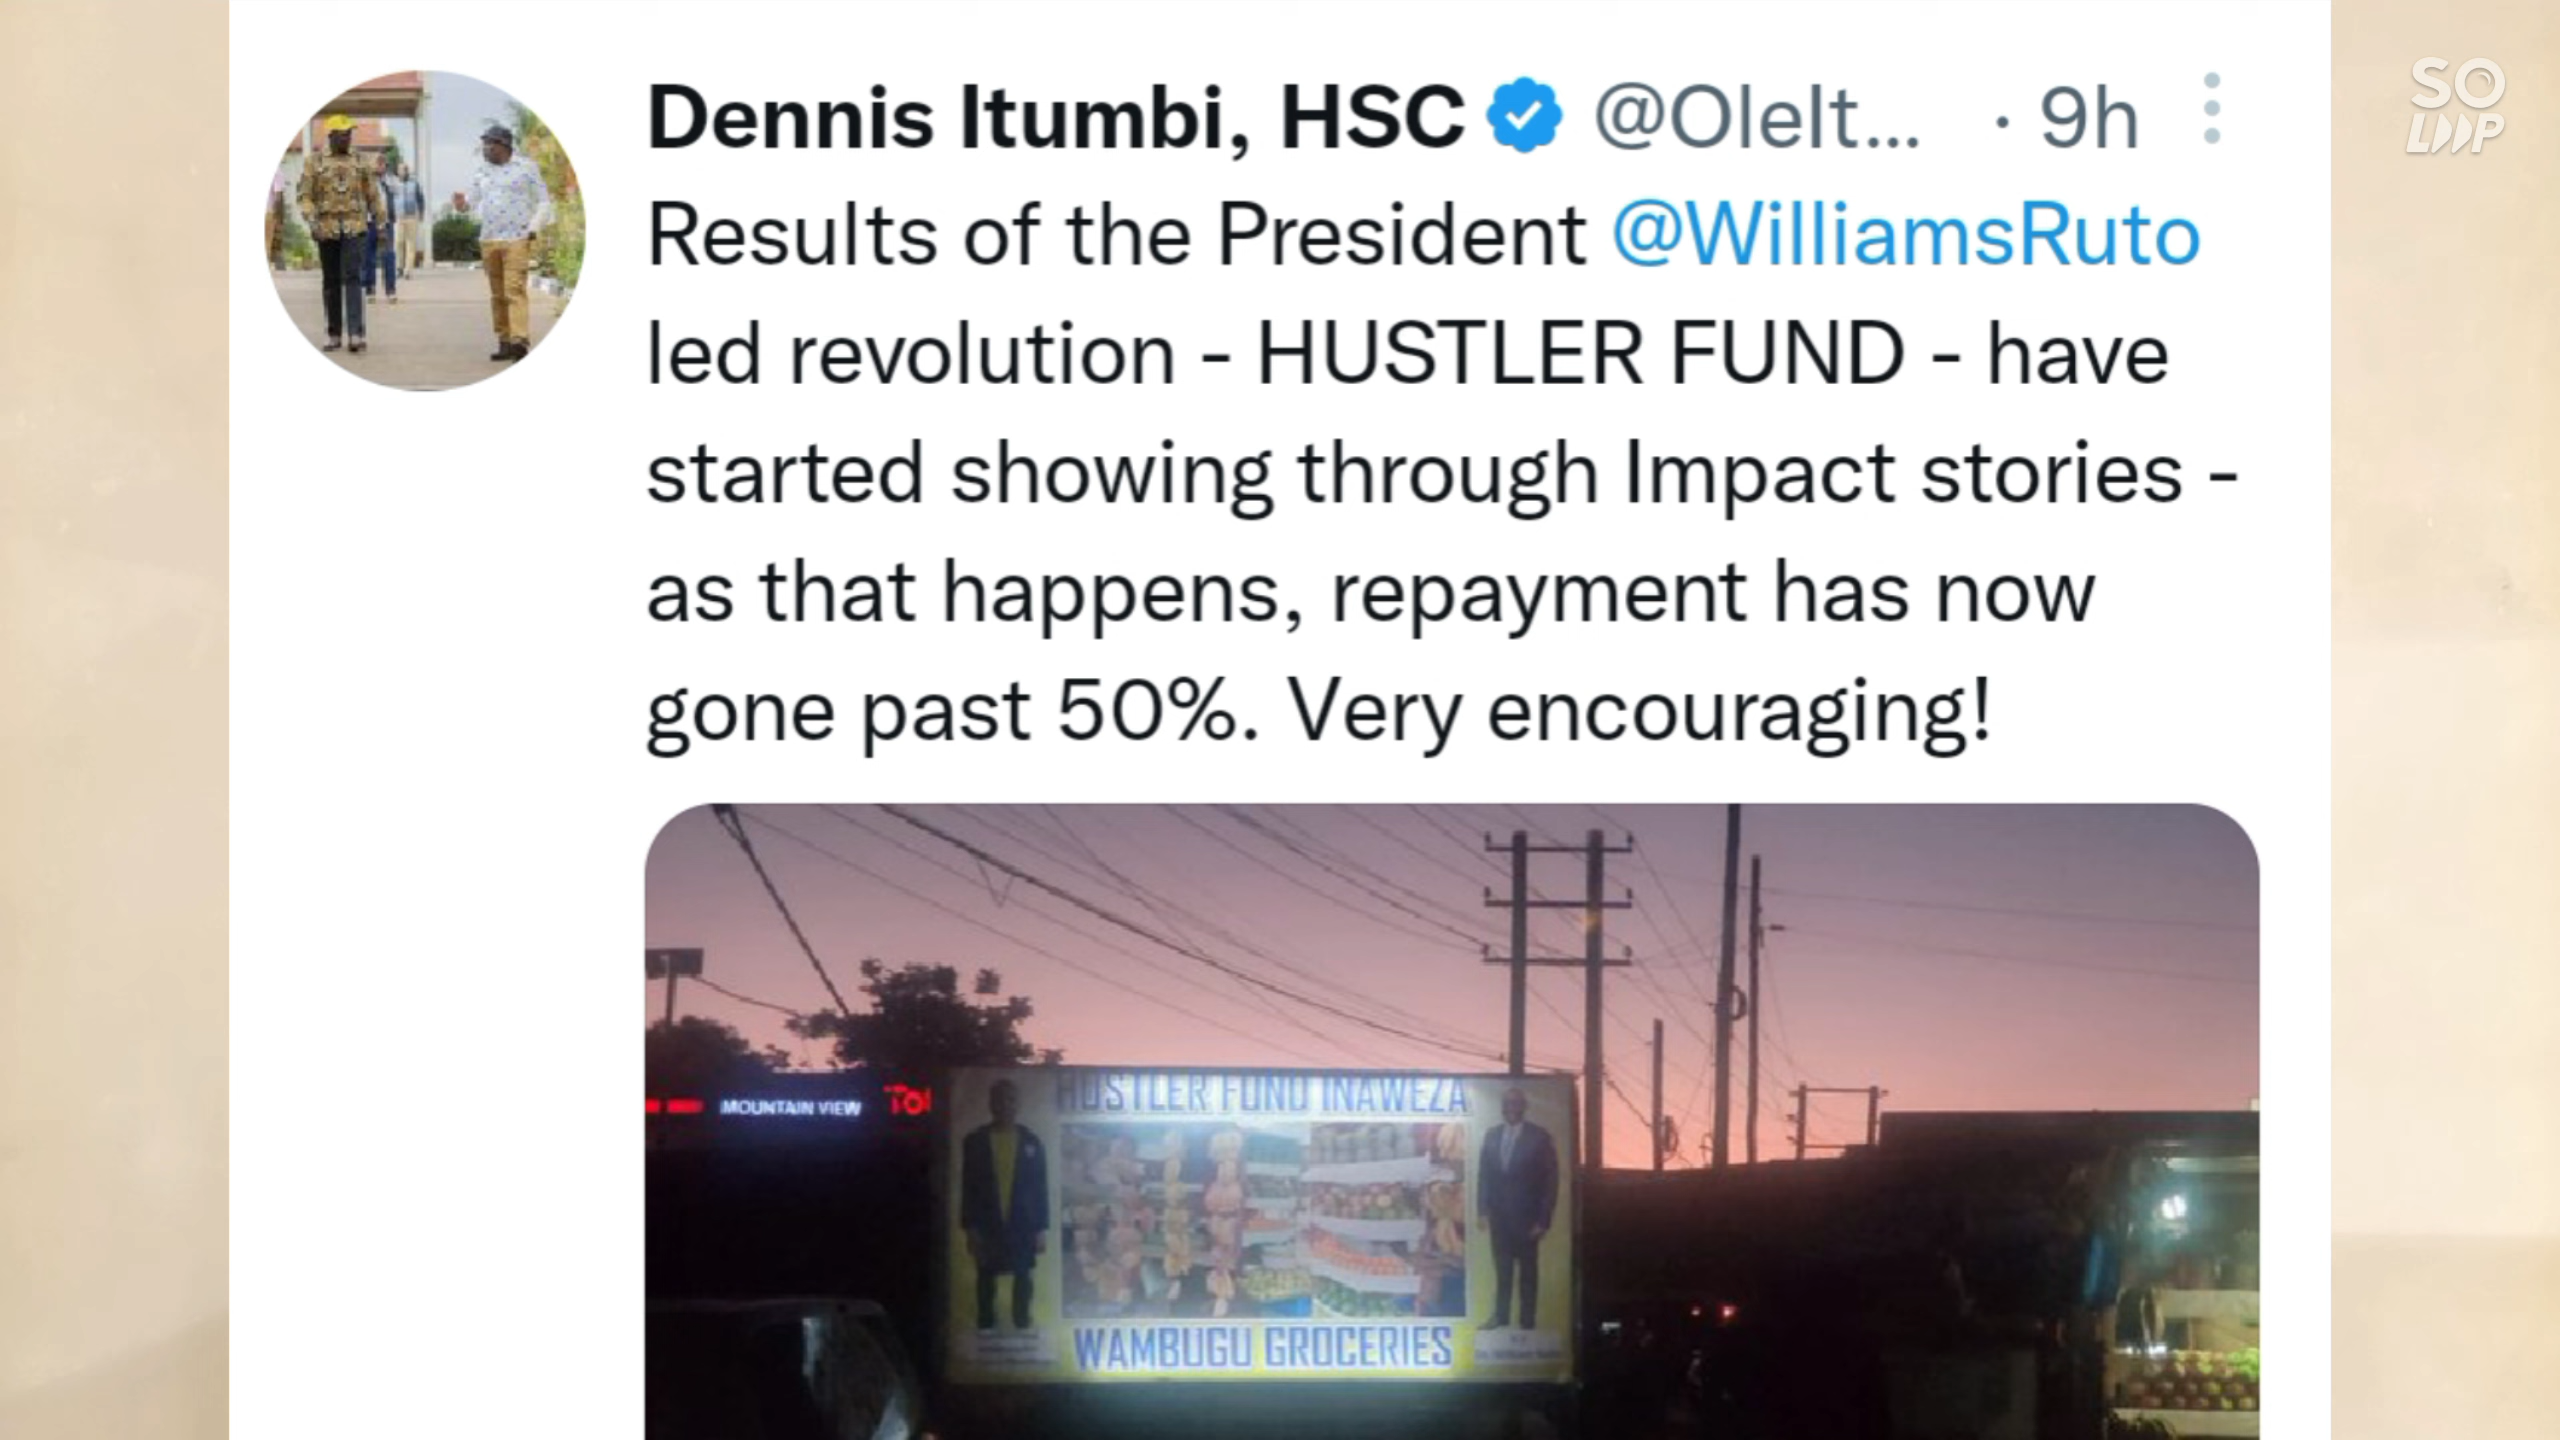 Dennis Itumbi, HSC @OleIt... · 9h
SO
LOOP
Results of the President @WilliamsRuto
led revolution - HUSTLER FUND - have
started showing through Impact stories -
as that happens, repayment has now
gone past 50%. Very encouraging!
HUSTLER FUND INAWEZA
MOUNTAIN VIEW
WAMBUGU GROCERIES